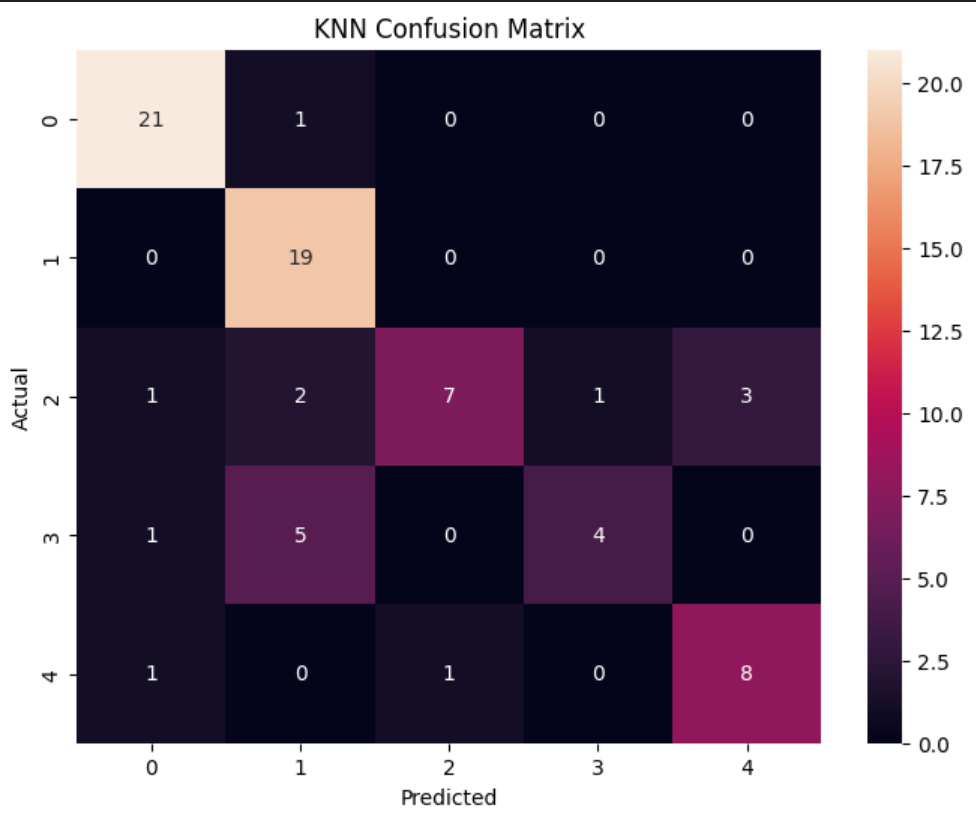 KNN Confusion Matrix
0 21 1 0 0 0
1 0 19 0 0 0
2 1 2 7 1 3
3 1 5 0 4 0
4 1 0 1 0 8
0 1 2 3 4
Predicted
Actual
20.0
17.5
15.0
12.5
10.0
7.5
5.0
2.5
0.0